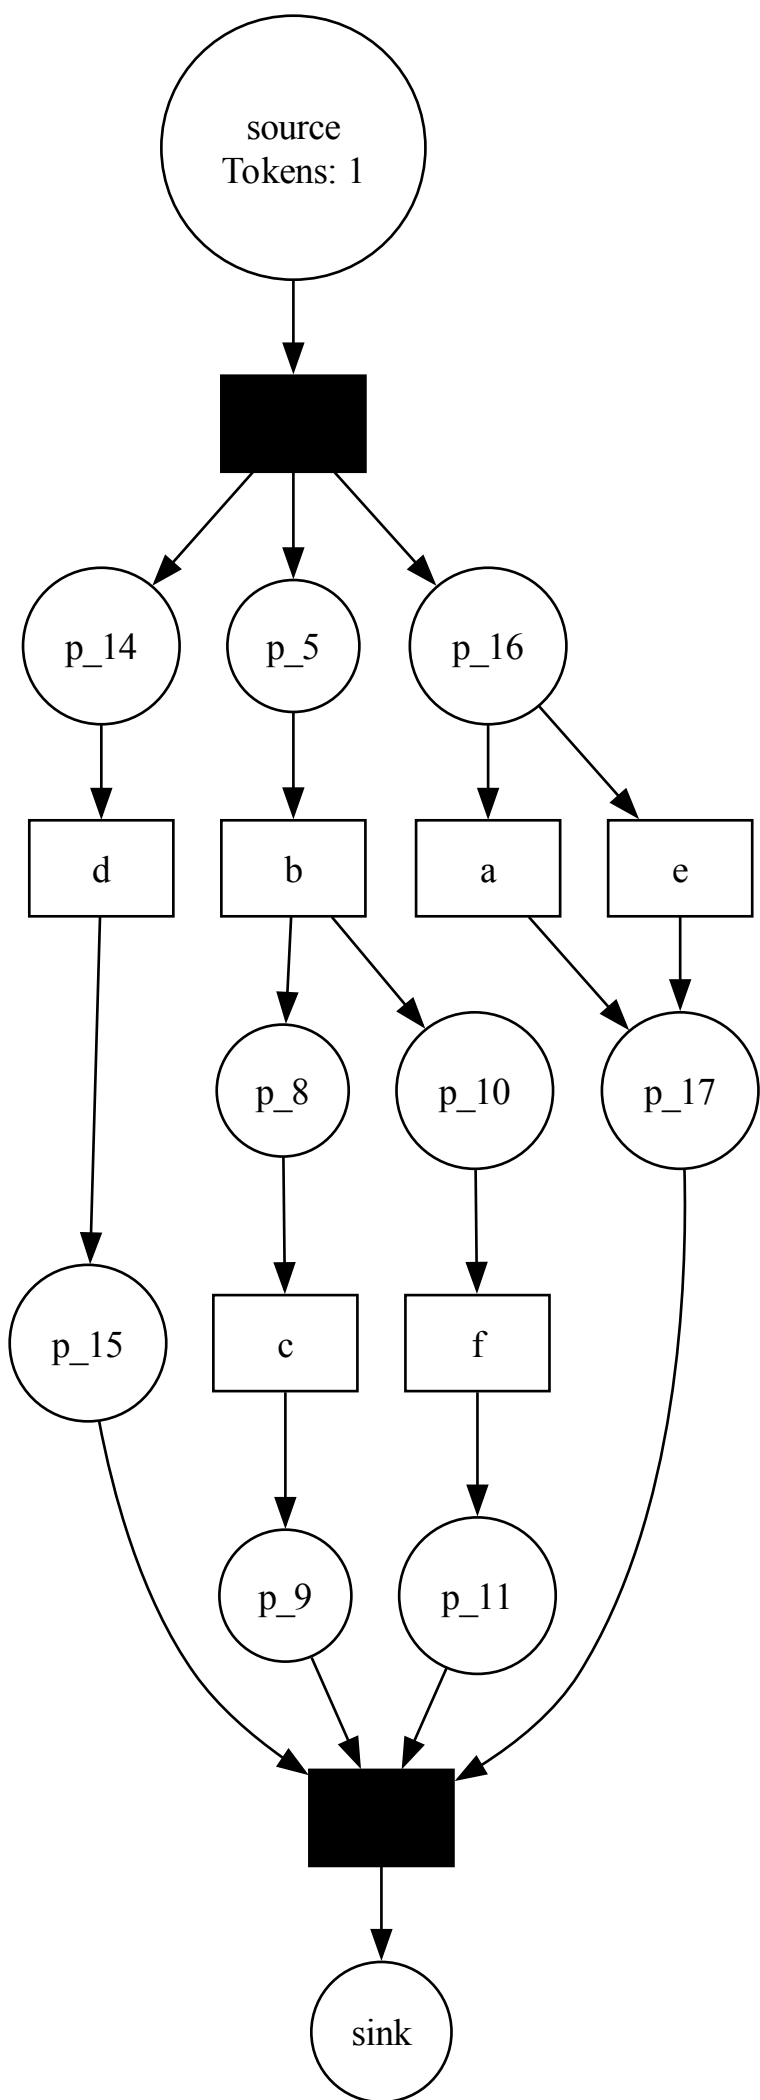 source
Tokens: 1
p_14
p_5
p_16
d
b
a
e
p_8
p_10
p_17
p_15
c
f
p_9
p_11
sink